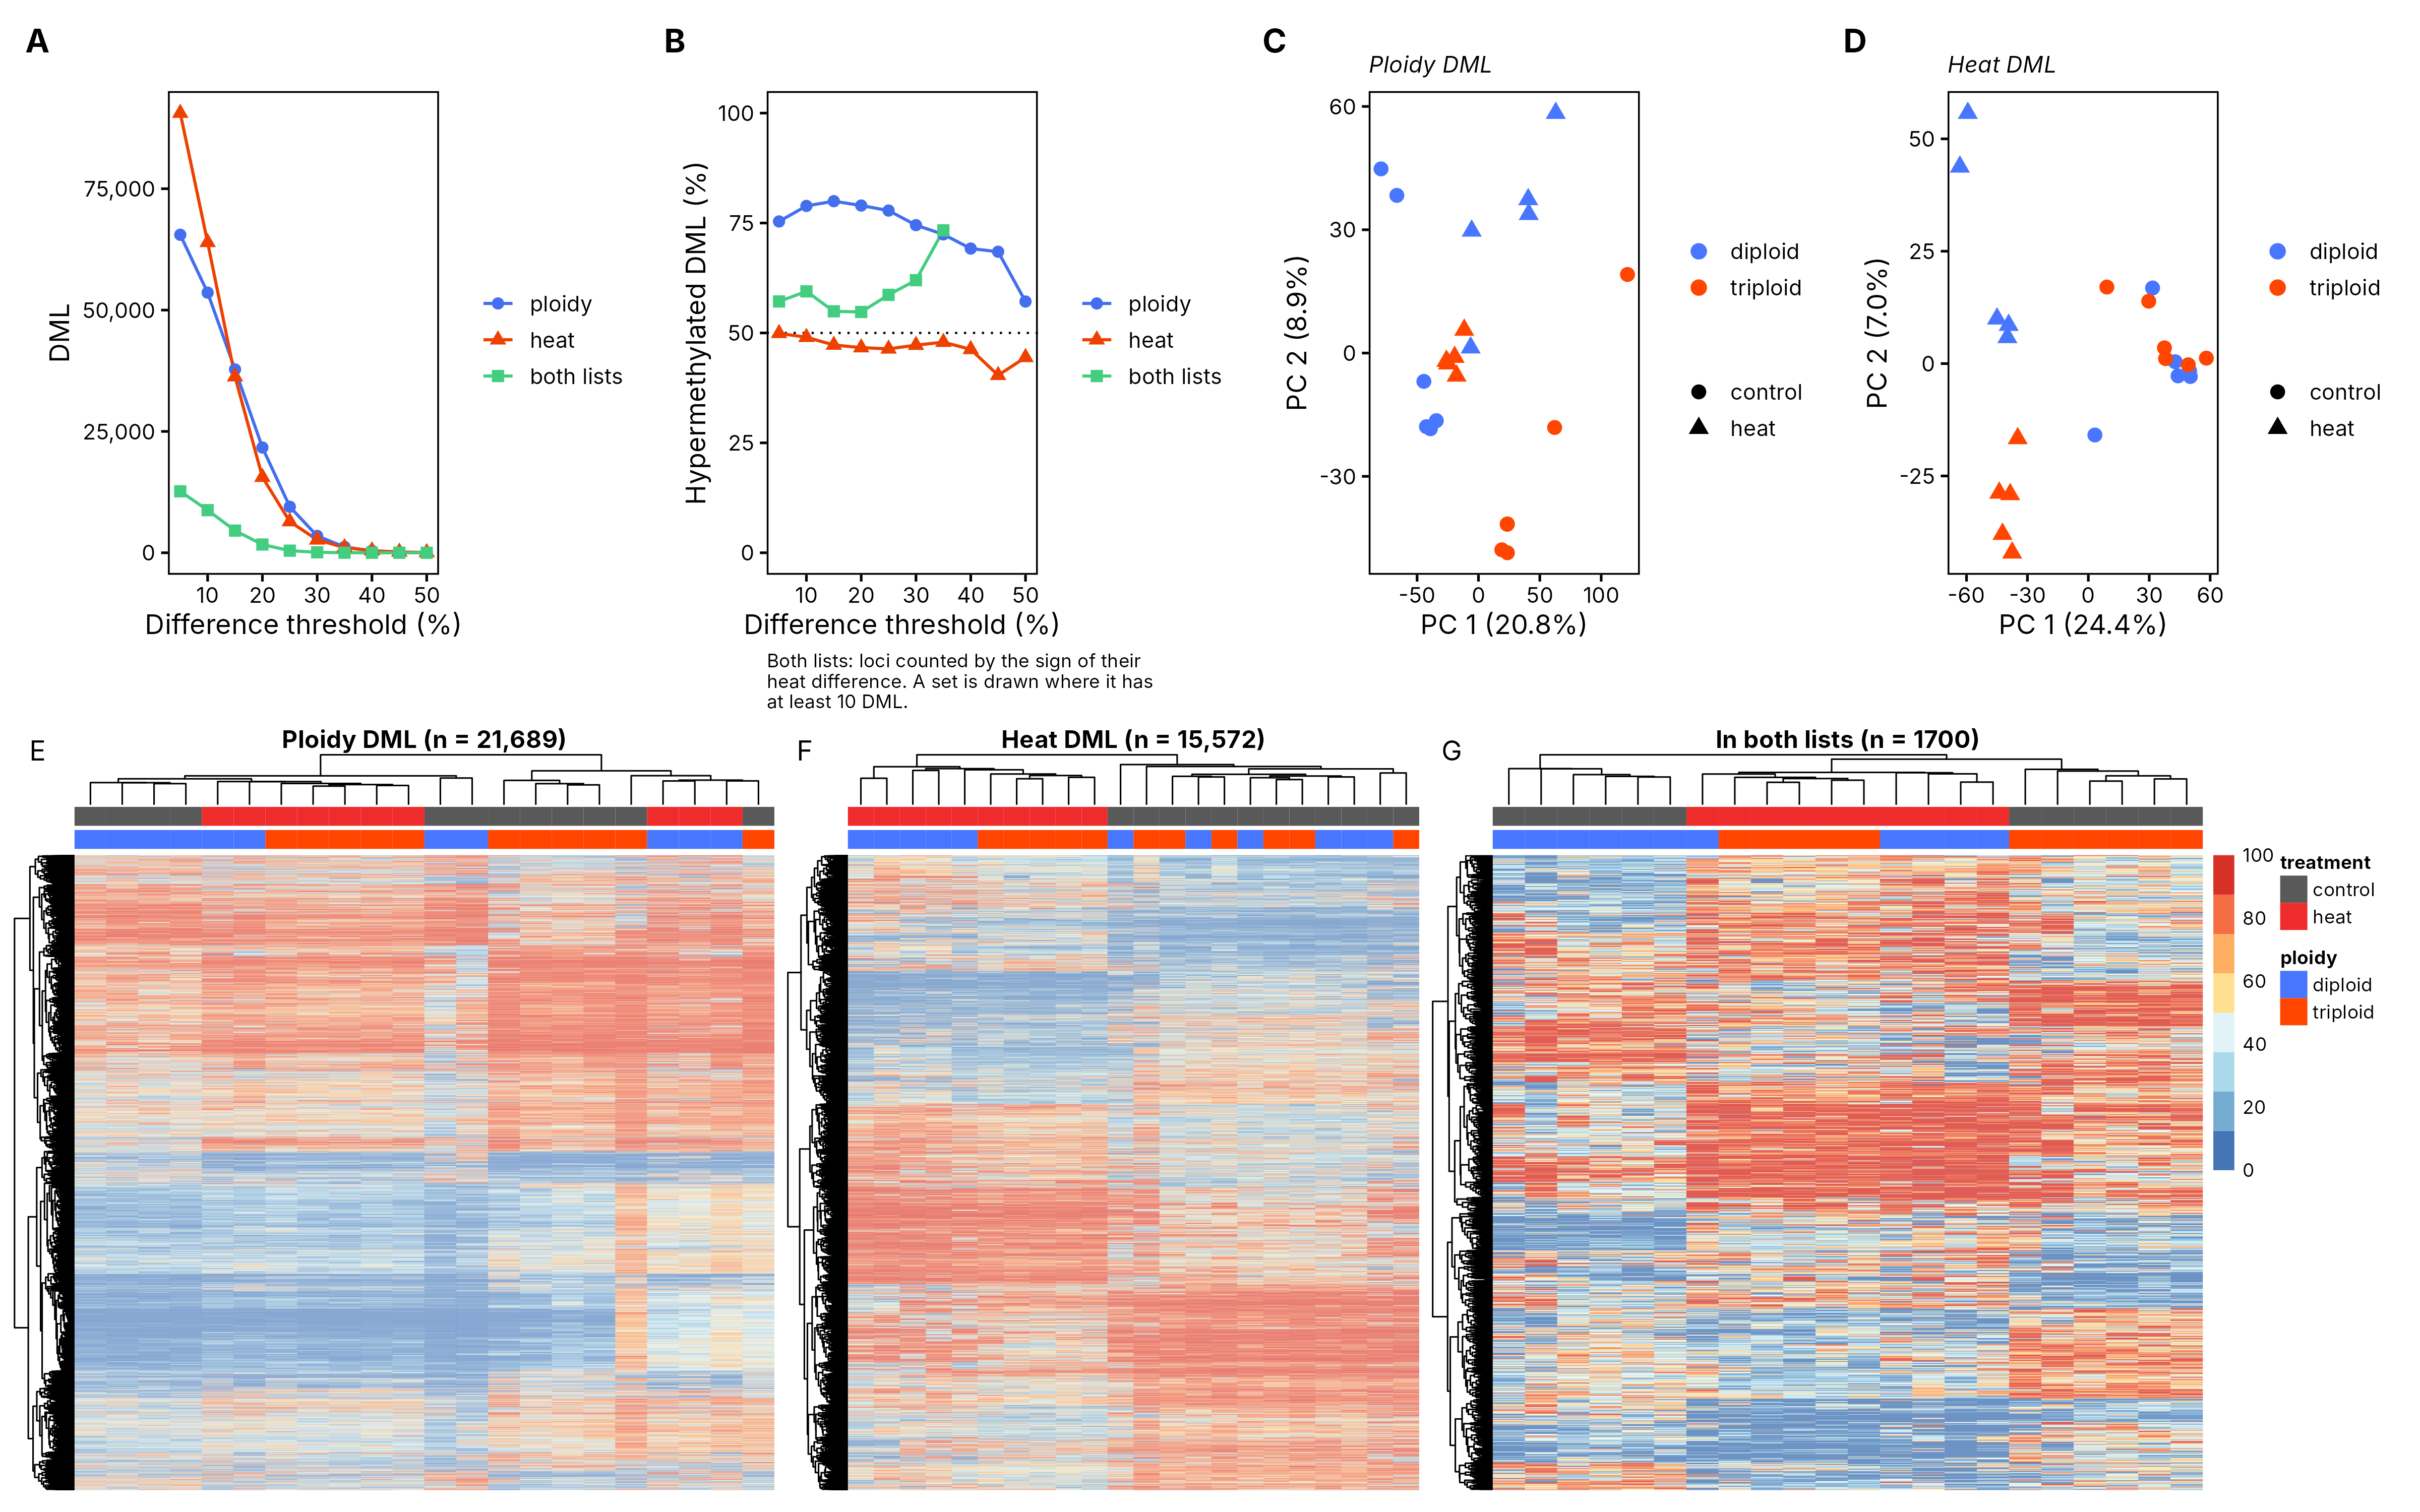 A
75,000
50,000
25,000
0
10 20 30 40 50
DML
Difference threshold (%)
ploidy
heat
both lists
B
100
75
50
25
0
10 20 30 40 50
Hypermethylated DML (%)
Difference threshold (%)
ploidy
heat
both lists
Both lists: loci counted by the sign of their
heat difference. A set is drawn where it has
at least 10 DML.
C
Ploidy DML
60
30
0
-30
-50 0 50 100
PC 2 (8.9%)
PC 1 (20.8%)
diploid
triploid
control
heat
D
Heat DML
50
25
0
-25
-60 -30 0 30 60
PC 2 (7.0%)
PC 1 (24.4%)
diploid
triploid
control
heat
E
Ploidy DML (n = 21,689)
F
Heat DML (n = 15,572)
G
In both lists (n = 1700)
100
80
60
40
20
0
treatment
control
heat
ploidy
diploid
triploid